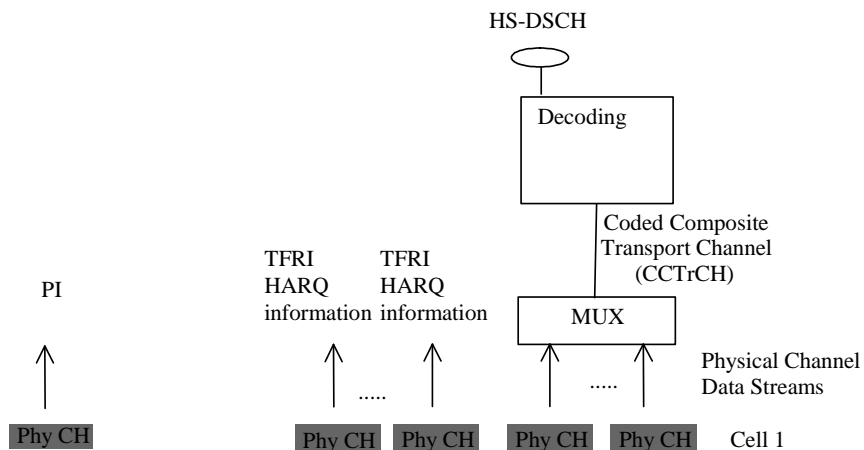 HS-DSCH
Decoding
Coded Composite
Transport Channel
(CCTrCH)
TFRI
HARQ
information
TFRI
HARQ
information
PI
MUX
Physical Channel
Data Streams
.....
.....
Phy CH
Phy CH
Phy CH
Phy CH
Phy CH
Cell 1